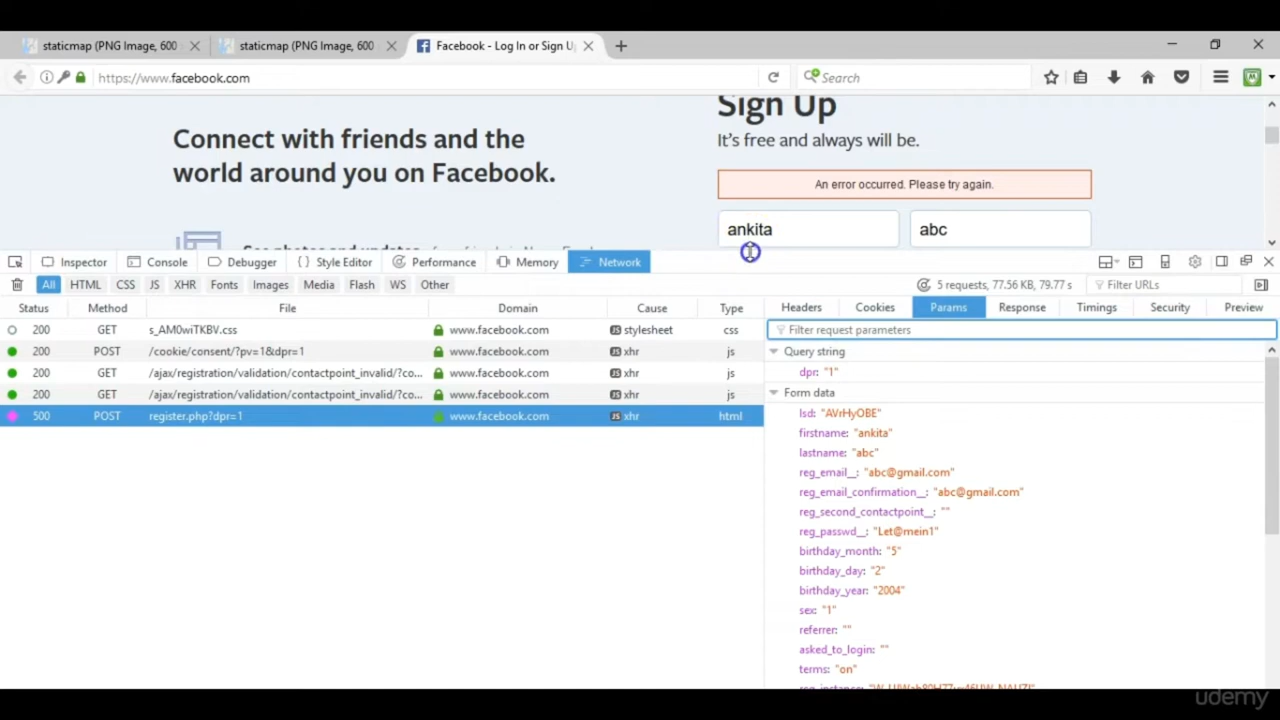 staticmap (PNG Image, 600
staticmap (PNG Image, 600
Facebook - Log In or Sign U
https://www.facebook.com
Search
Connect with friends and the
world around you on Facebook.
Sign Up
It's free and always will be.
An error occurred. Please try again.
ankita abc
Inspector Console Debugger Style Editor Performance Memory Network
All HTML CSS JS XHR Fonts Images Media Flash WS Other 5 requests, 77.56 KB, 79.77 s Filter URLs
Status Method File Domain Cause Type
200 GET s_AM0wiTKBV.css www.facebook.com JS stylesheet css
200 POST /cookie/consent/?pv=1&dpr=1 www.facebook.com JS xhr js
200 GET /ajax/registration/validation/contactpoint_invalid/?co... www.facebook.com JS xhr js
200 GET /ajax/registration/validation/contactpoint_invalid/?co... www.facebook.com JS xhr js
500 POST register.php?dpr=1 www.facebook.com JS xhr html
Headers Cookies Params Response Timings Security Preview
Filter request parameters
Query string
dpr: "1"
Form data
lsd: "AVrHyOBE"
firstname: "ankita"
lastname: "abc"
reg_email__: "abc@gmail.com"
reg_email_confirmation__: "abc@gmail.com"
reg_second_contactpoint__: ""
reg_passwd__: "Let@mein1"
birthday_month: "5"
birthday_day: "2"
birthday_year: "2004"
sex: "1"
referrer: ""
asked_to_login: ""
terms: "on"
udemy